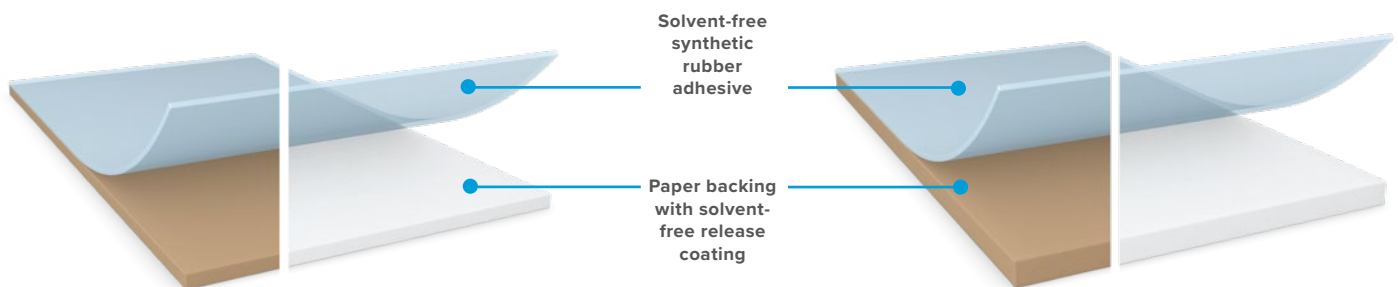 Solvent-free
synthetic
rubber
adhesive
Paper backing
with solvent-
free release
coating